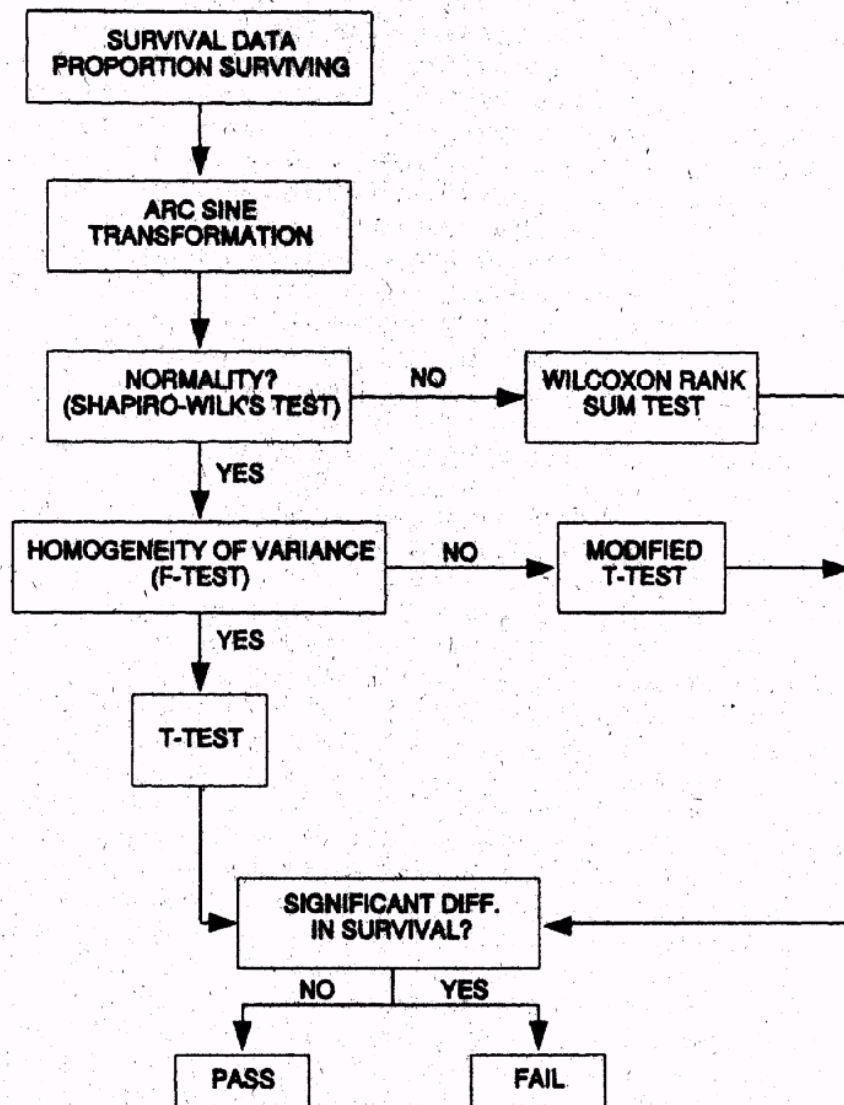 SURVIVAL DATA
PROPORTION SURVIVING
ARC SINE
TRANSFORMATION
NORMALITY?
(SHAPIRO-WILK'S TEST)
NO
WILCOXON RANK
SUM TEST
YES
HOMOGENEITY OF VARIANCE
(F-TEST)
NO
MODIFIED
T-TEST
YES
T-TEST
SIGNIFICANT DIFF.
IN SURVIVAL?
NO
YES
PASS
FAIL